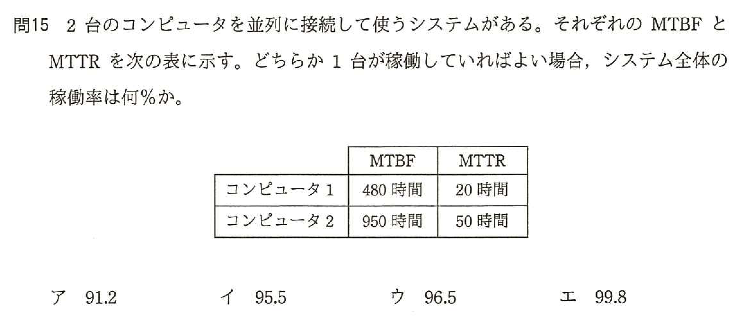 問15 2台のコンピュータを並列に接続して使うシステムがある。それぞれの MTBF と
MTTR を次の表に示す。どちらか 1 台が稼働していればよい場合，システム全体の
稼働率は何％か。
MTBF MTTR
コンピュータ 1 480 時間 20 時間
コンピュータ 2 950 時間 50 時間
ア 91.2 イ 95.5 ウ 96.5 エ 99.8